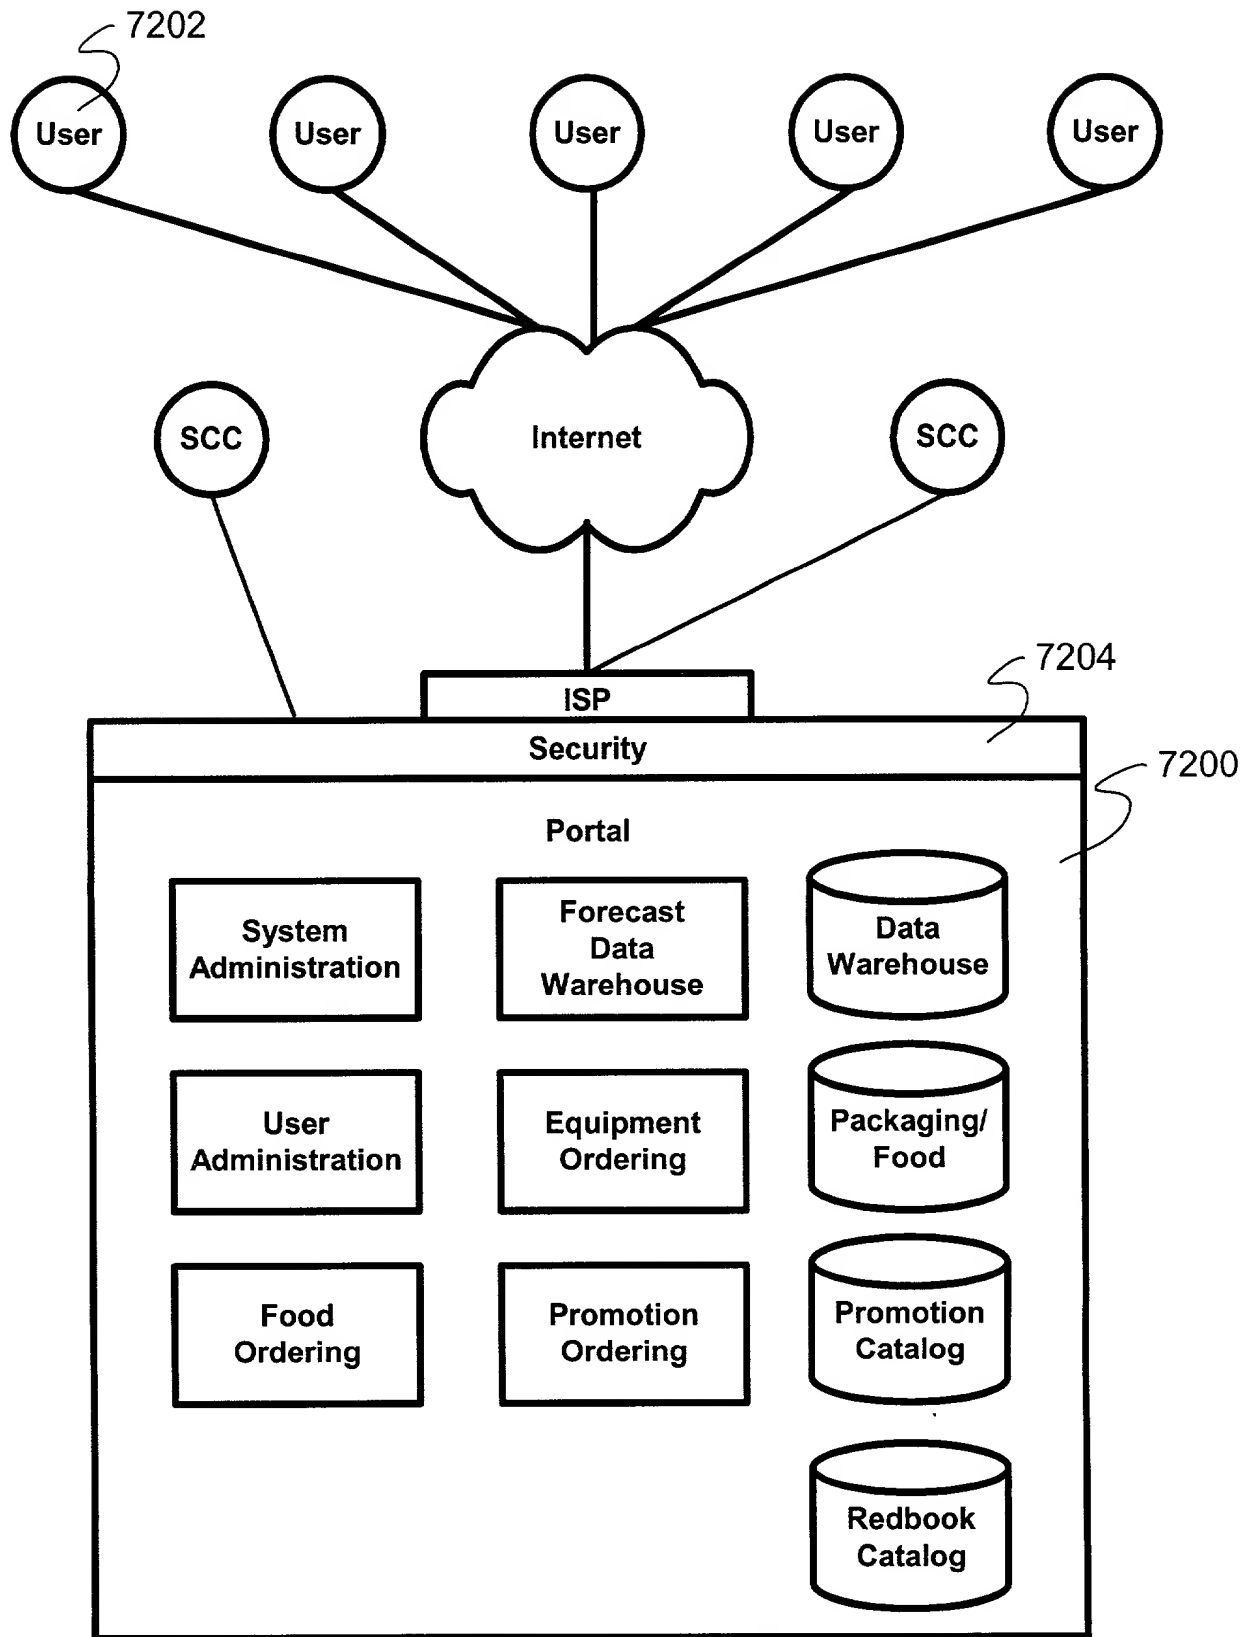 7202
User
User
User
User
User
SCC
Internet
SCC
7204
ISP
Security
7200
Portal
System
Administration
Forecast
Data
Warehouse
Data
Warehouse
User
Administration
Equipment
Ordering
Packaging/
Food
Food
Ordering
Promotion
Ordering
Promotion
Catalog
Redbook
Catalog